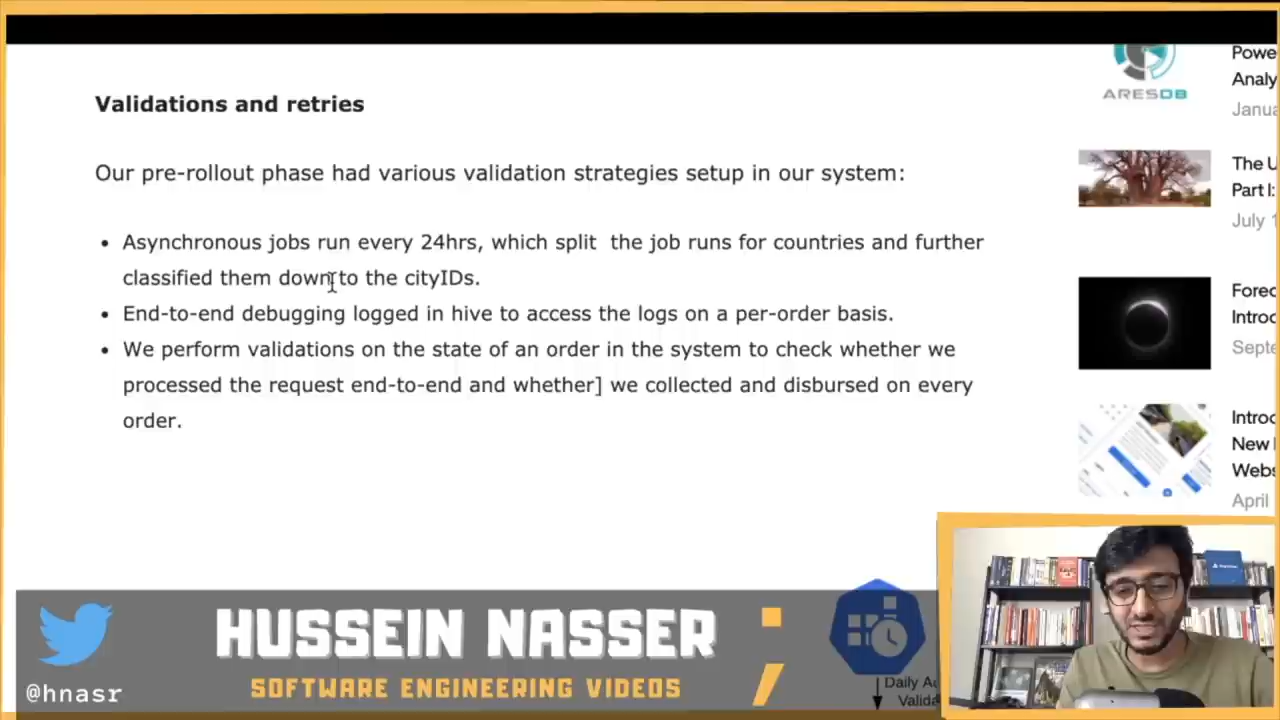 Validations and retries
Our pre-rollout phase had various validation strategies setup in our system:
• Asynchronous jobs run every 24hrs, which split the job runs for countries and further
classified them down to the cityIDs.
• End-to-end debugging logged in hive to access the logs on a per-order basis.
• We perform validations on the state of an order in the system to check whether we
processed the request end-to-end and whether] we collected and disbursed on every
order.
ARESDB
Powe
Analy
Janua
The U
Part I:
July 1
Forec
Introc
Septe
Introc
New
Webs
April
HUSSEIN NASSER ;
SOFTWARE ENGINEERING VIDEOS
@hnasr
Daily Au
Valida